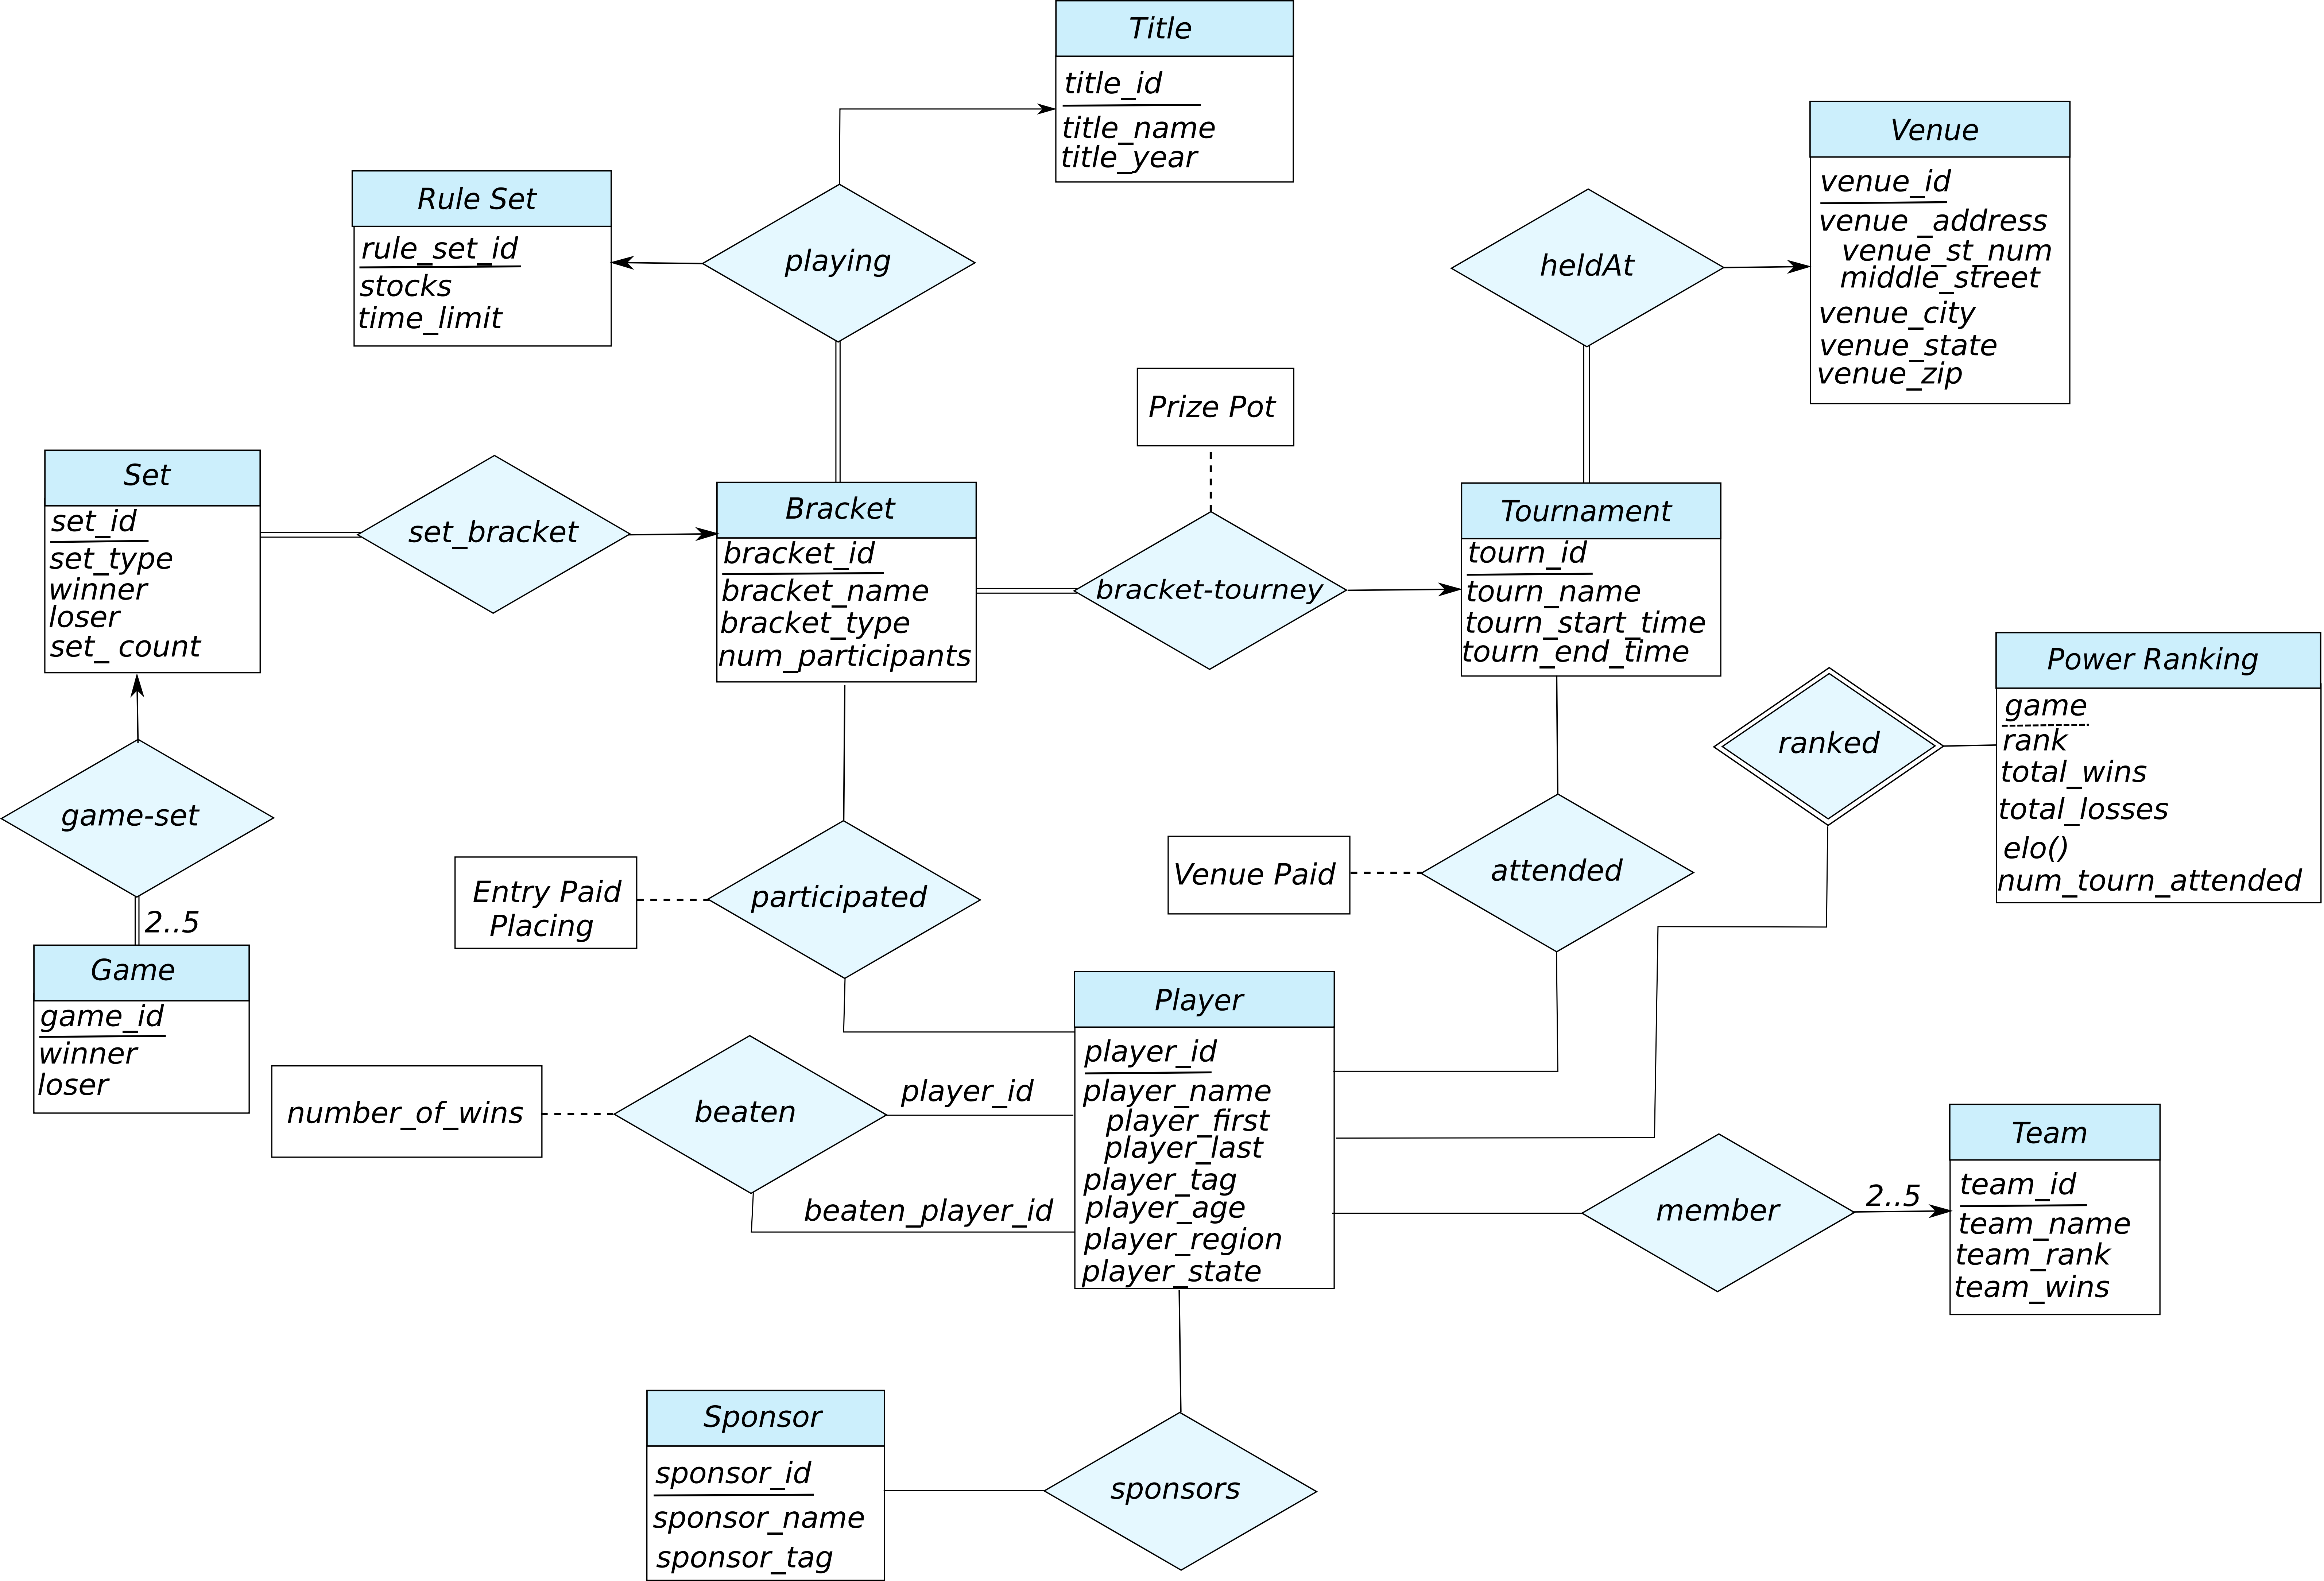 Title
title_id
title_name
title_year
Rule Set
rule_set_id
stocks
time_limit
playing
heldAt
Venue
venue_id
venue _address
venue_st_num
middle_street
venue_city
venue_state
venue_zip
Prize Pot
Set
set_id
set_type
winner
loser
set_ count
set_bracket
Bracket
bracket_id
bracket_name
bracket_type
num_participants
bracket-tourney
Tournament
tourn_id
tourn_name
tourn_start_time
tourn_end_time
ranked
Power Ranking
game
rank
total_wins
total_losses
elo()
num_tourn_attended
game-set
2..5
Game
game_id
winner
loser
Entry Paid
Placing
participated
Venue Paid
attended
number_of_wins
beaten
player_id
beaten_player_id
Player
player_id
player_name
player_first
player_last
player_tag
player_age
player_region
player_state
member
2..5
Team
team_id
team_name
team_rank
team_wins
Sponsor
sponsor_id
sponsor_name
sponsor_tag
sponsors